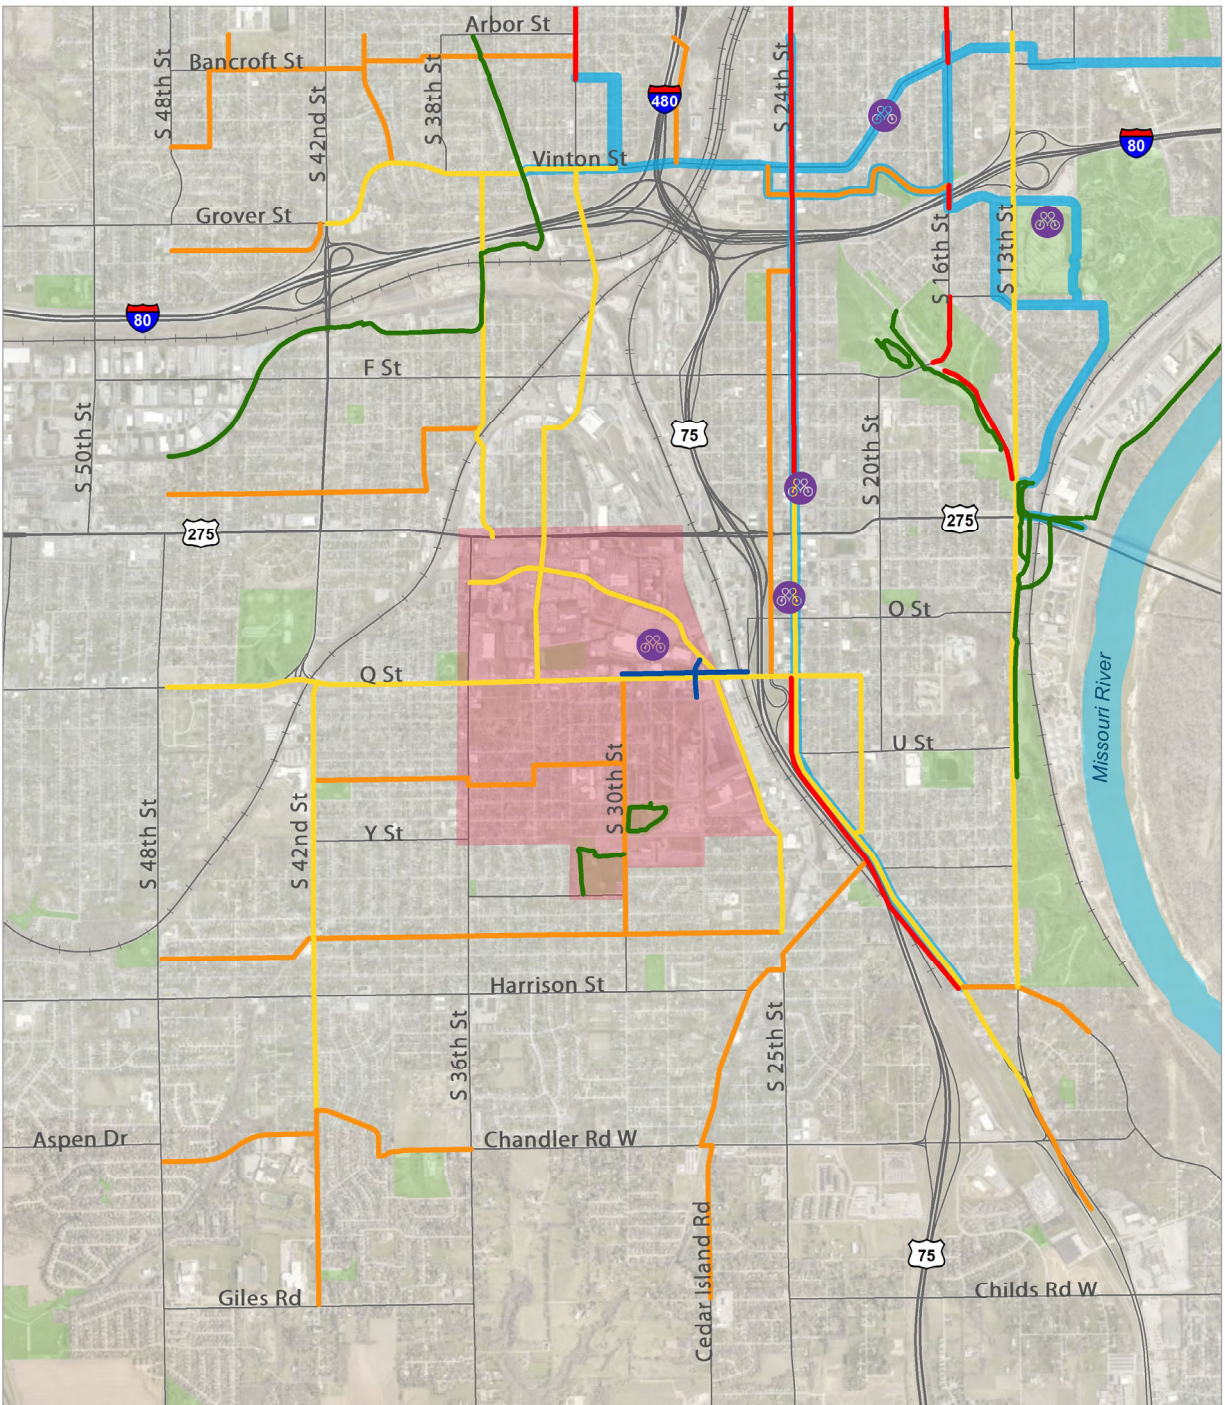 Arbor St
Bancroft St
S 48th St
S 42nd St
S 38th St
480
S 24th St
80
Vinton St
Grover St
S 16th St
S 13th St
80
F St
S 50th St
75
S 20th St
275
275
O St
Q St
Missouri River
U St
S 30th St
Y St
S 48th St
S 42nd St
Harrison St
S 36th St
S 25th St
Aspen Dr
Chandler Rd W
Cedar Island Rd
75
Giles Rd
Childs Rd W